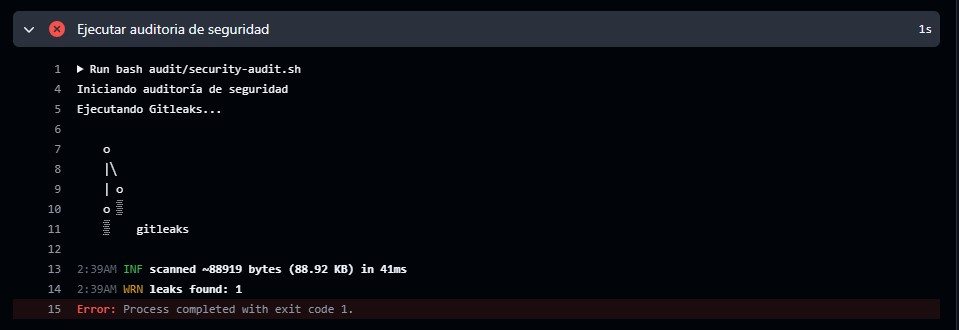 Ejecutar auditoria de seguridad 1s
1 Run bash audit/security-audit.sh
4 Iniciando auditoría de seguridad
5 Ejecutando Gitleaks...
6
7 o
8 |\
9 | o
10 o ░
11 ░ gitleaks
12
13 2:39AM INF scanned ~88919 bytes (88.92 KB) in 41ms
14 2:39AM WRN leaks found: 1
15 Error: Process completed with exit code 1.